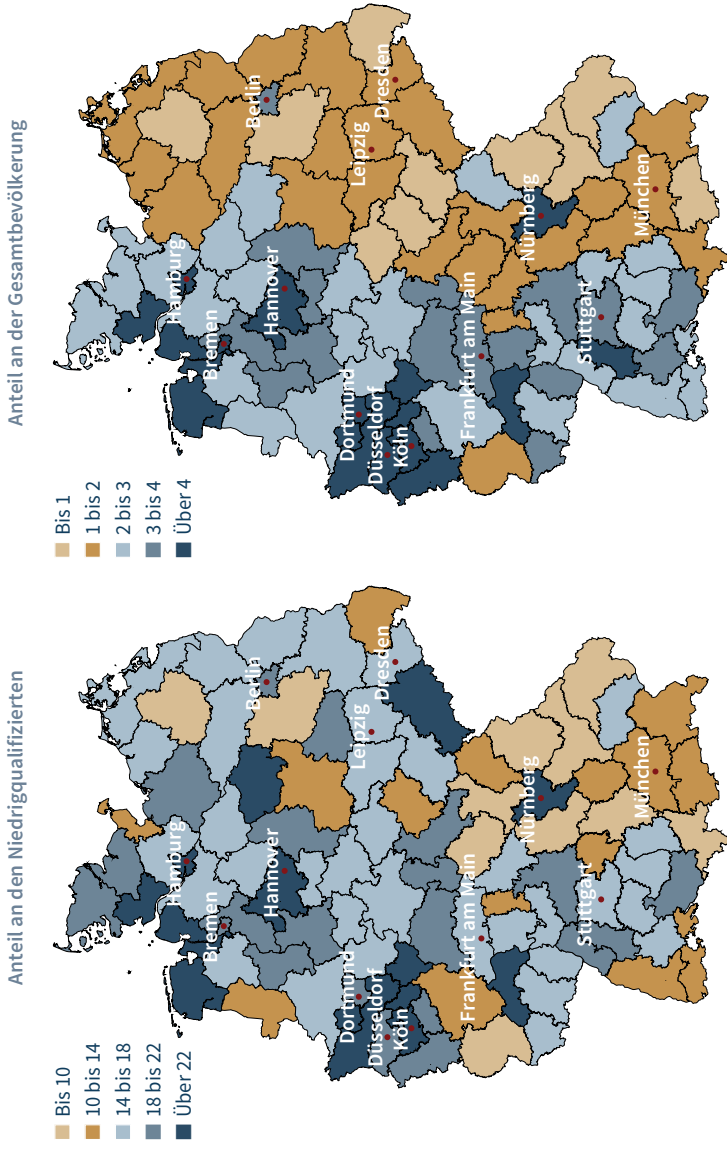 Anteil an den Niedrigqualifizierten
Bis 10
10 bis 14
14 bis 18
18 bis 22
Über 22
Hamburg
Bremen
Berlin
Hannover
Dortmund
Düsseldorf
Köln
Leipzig
Dresden
Frankfurt am Main
Nürnberg
Stuttgart
München
Anteil an der Gesamtbevölkerung
Bis 1
1 bis 2
2 bis 3
3 bis 4
Über 4
Hamburg
Bremen
Berlin
Hannover
Dortmund
Düsseldorf
Köln
Leipzig
Dresden
Frankfurt am Main
Nürnberg
Stuttgart
München